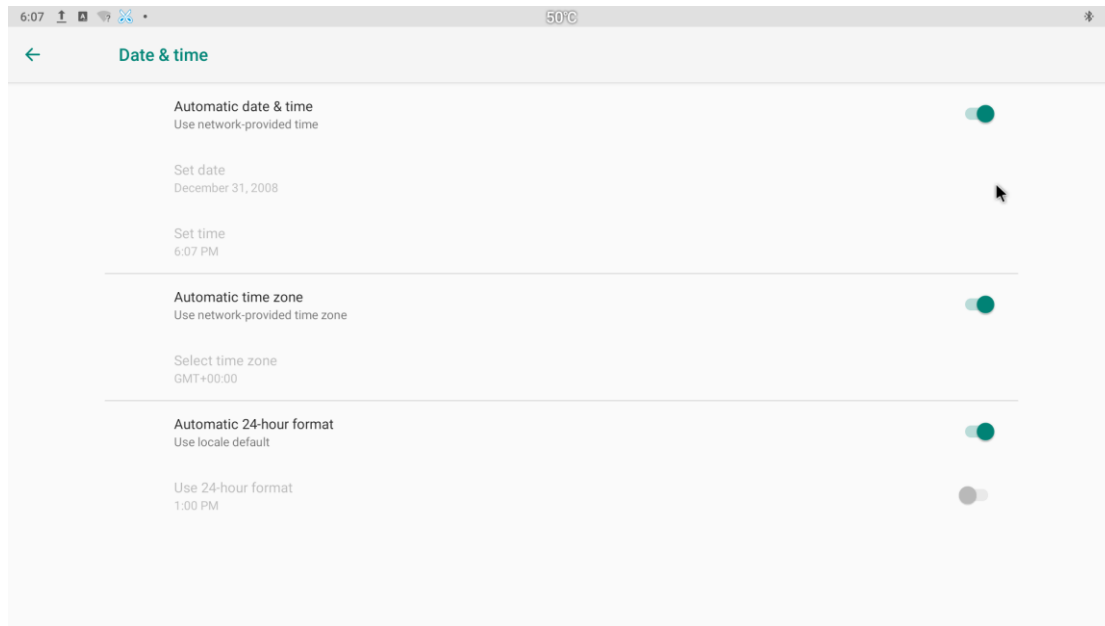 6:07
50°C
Date & time
Automatic date & time
Use network-provided time
Set date
December 31, 2008
Set time
6:07 PM
Automatic time zone
Use network-provided time zone
Select time zone
GMT+00:00
Automatic 24-hour format
Use locale default
Use 24-hour format
1:00 PM